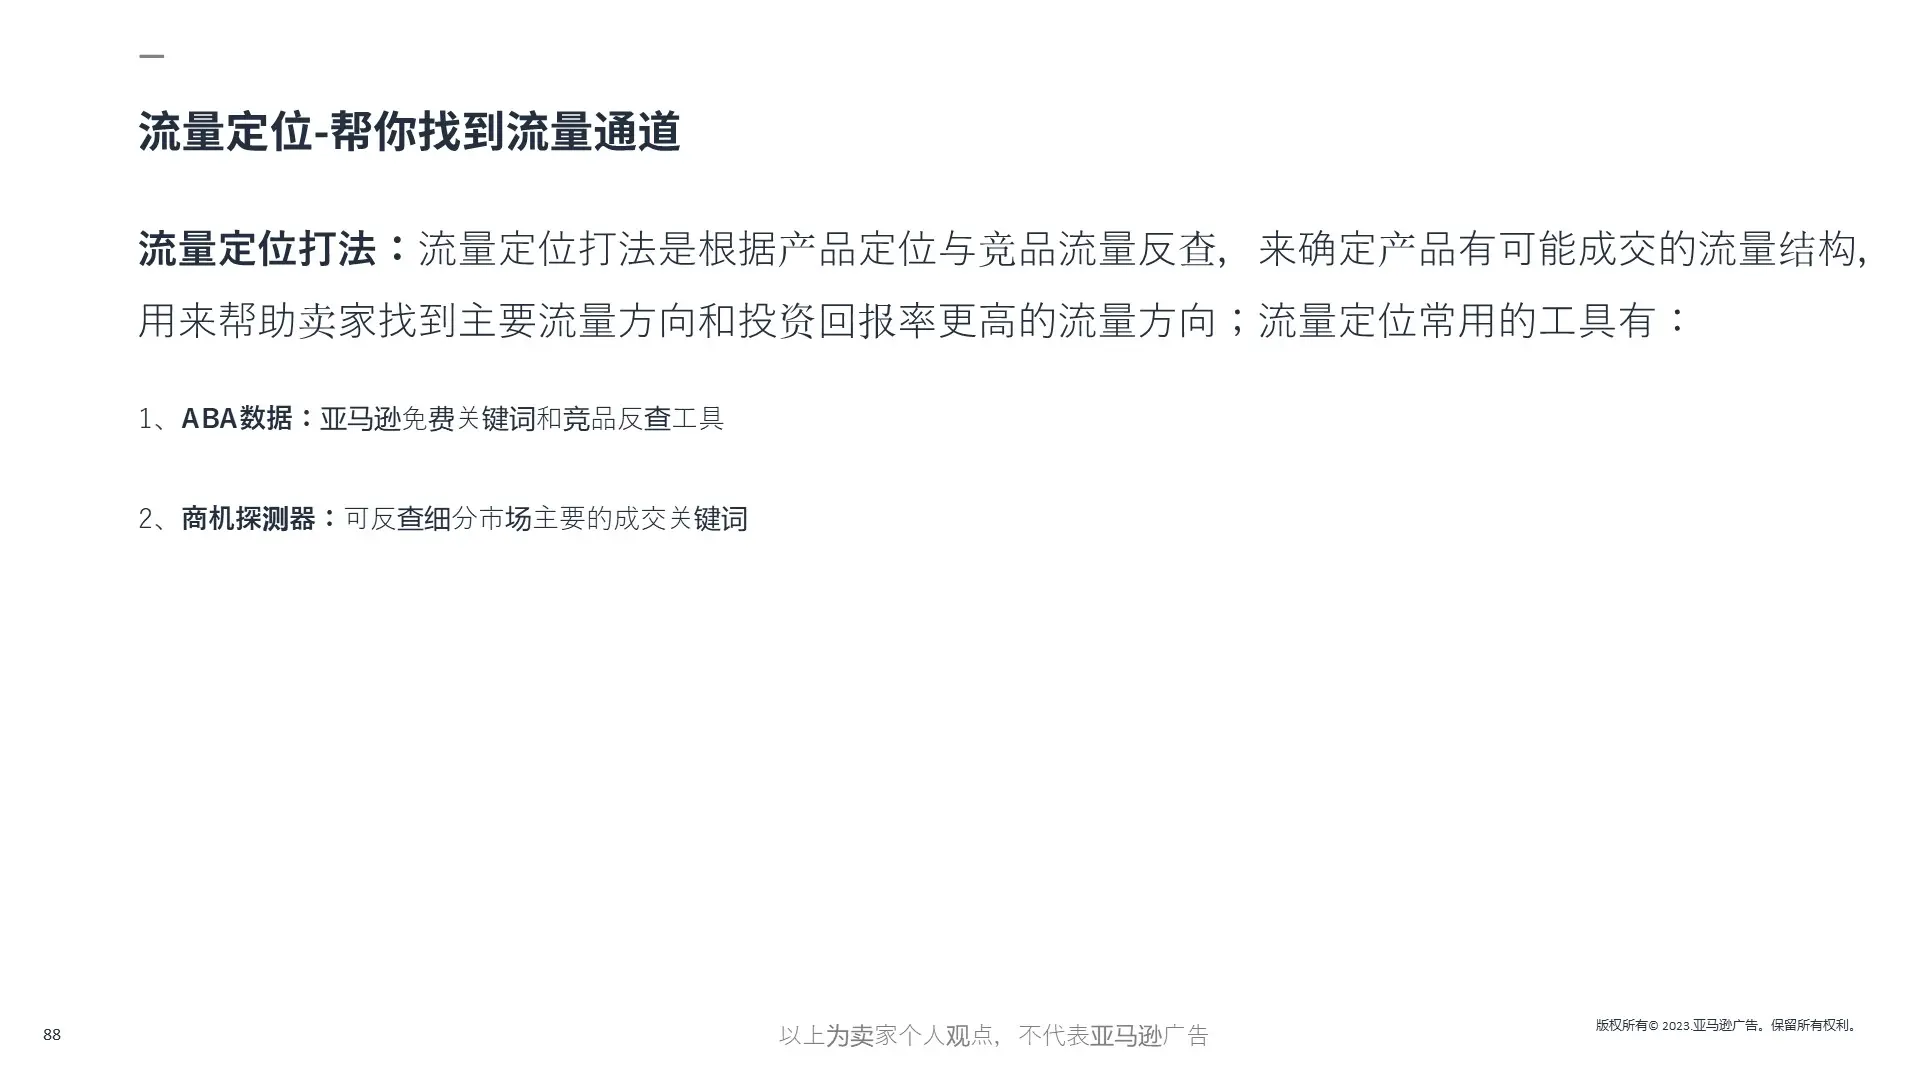 流量定位-帮你找到流量通道
流量定位打法：流量定位打法是根据产品定位与竞品流量反查，来确定产品有可能成交的流量结构，
用来帮助卖家找到主要流量方向和投资回报率更高的流量方向；流量定位常用的工具有：
1、ABA数据：亚马逊免费关键词和竞品反查工具
2、商机探测器：可反查细分市场主要的成交关键词
88
以上为卖家个人观点，不代表亚马逊广告
版权所有© 2023.亚马逊广告。保留所有权利。